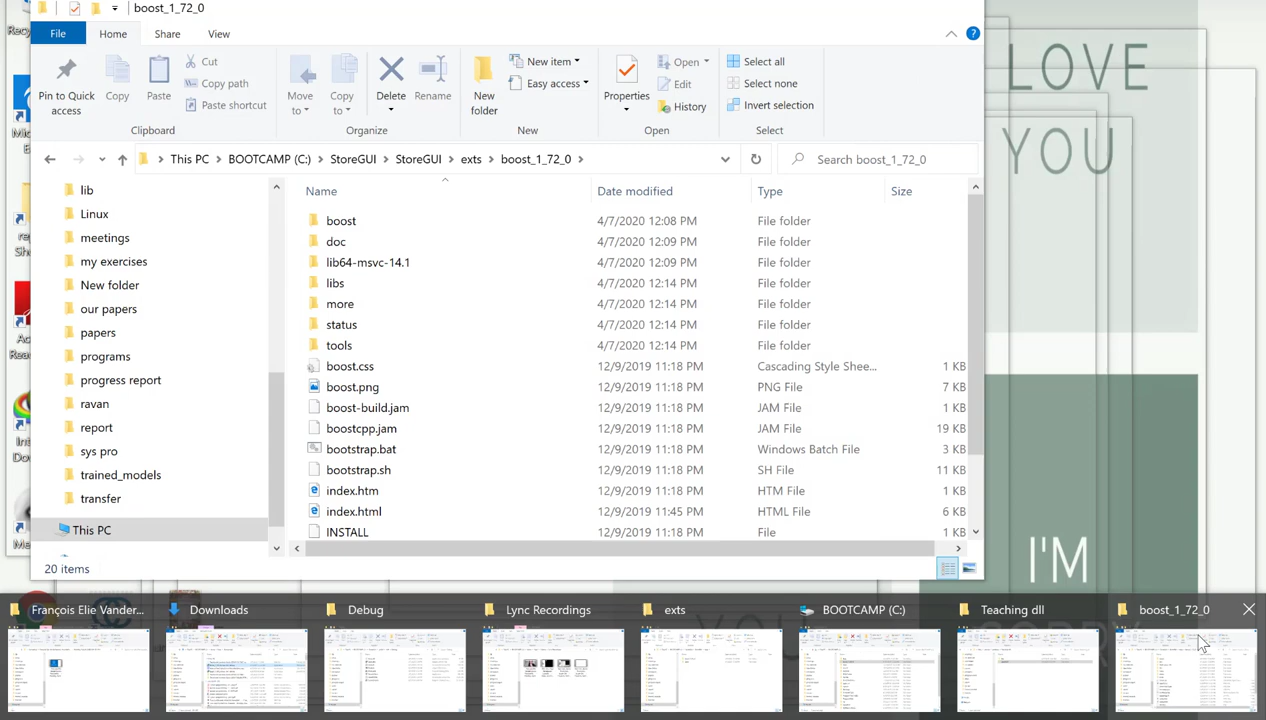 boost_1_72_0
File Home Share View
Pin to Quick access
Copy
Paste
Cut
Copy path
Paste shortcut
Clipboard
Move to
Copy to
Delete
Rename
Organize
New folder
New item
Easy access
New
Properties
Open
Edit
History
Open
Select all
Select none
Invert selection
Select
This PC > BOOTCAMP (C:) > StoreGUI > StoreGUI > exts > boost_1_72_0 >
Search boost_1_72_0
lib
Linux
meetings
my exercises
New folder
our papers
papers
programs
progress report
ravan
report
sys pro
trained_models
transfer
This PC
Name Date modified Type Size
boost 4/7/2020 12:08 PM File folder
doc 4/7/2020 12:09 PM File folder
lib64-msvc-14.1 4/7/2020 12:09 PM File folder
libs 4/7/2020 12:14 PM File folder
more 4/7/2020 12:14 PM File folder
status 4/7/2020 12:14 PM File folder
tools 4/7/2020 12:14 PM File folder
boost.css 12/9/2019 11:18 PM Cascading Style Shee... 1 KB
boost.png 12/9/2019 11:18 PM PNG File 7 KB
boost-build.jam 12/9/2019 11:18 PM JAM File 1 KB
boostcpp.jam 12/9/2019 11:18 PM JAM File 19 KB
bootstrap.bat 12/9/2019 11:18 PM Windows Batch File 3 KB
bootstrap.sh 12/9/2019 11:18 PM SH File 11 KB
index.htm 12/9/2019 11:18 PM HTM File 1 KB
index.html 12/9/2019 11:45 PM HTML File 6 KB
INSTALL 12/9/2019 11:18 PM File 1 KB
20 items
LOVE
YOU
I'M
François Elie Vander...
Downloads
Debug
Lync Recordings
exts
BOOTCAMP (C:)
Teaching dll
boost_1_72_0